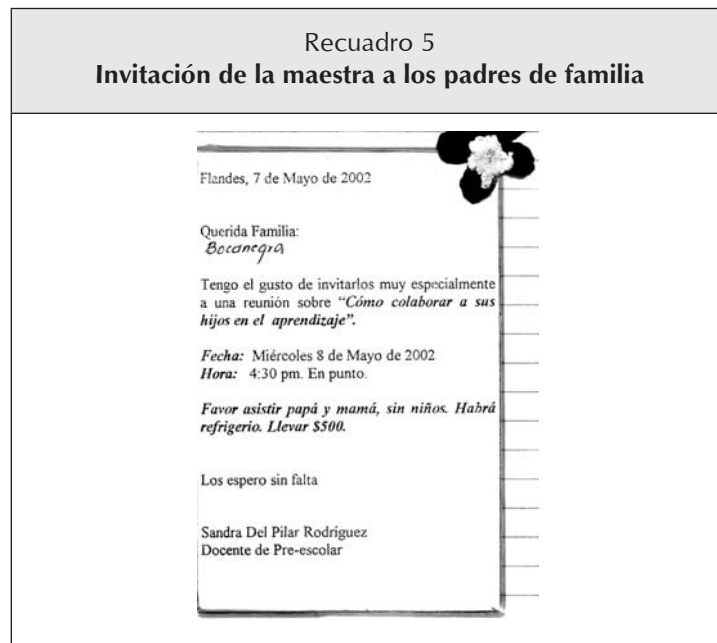 Recuadro 5
Invitación de la maestra a los padres de familia
Flandes, 7 de Mayo de 2002
Querida Familia:
Bocanegra
Tengo el gusto de invitarlos muy especialmente
a una reunión sobre “Cómo colaborar a sus
hijos en el aprendizaje”.
Fecha: Miércoles 8 de Mayo de 2002
Hora: 4:30 pm. En punto.
Favor asistir papá y mamá, sin niños. Habrá
refrigerio. Llevar $500.
Los espero sin falta
Sandra Del Pilar Rodríguez
Docente de Pre-escolar